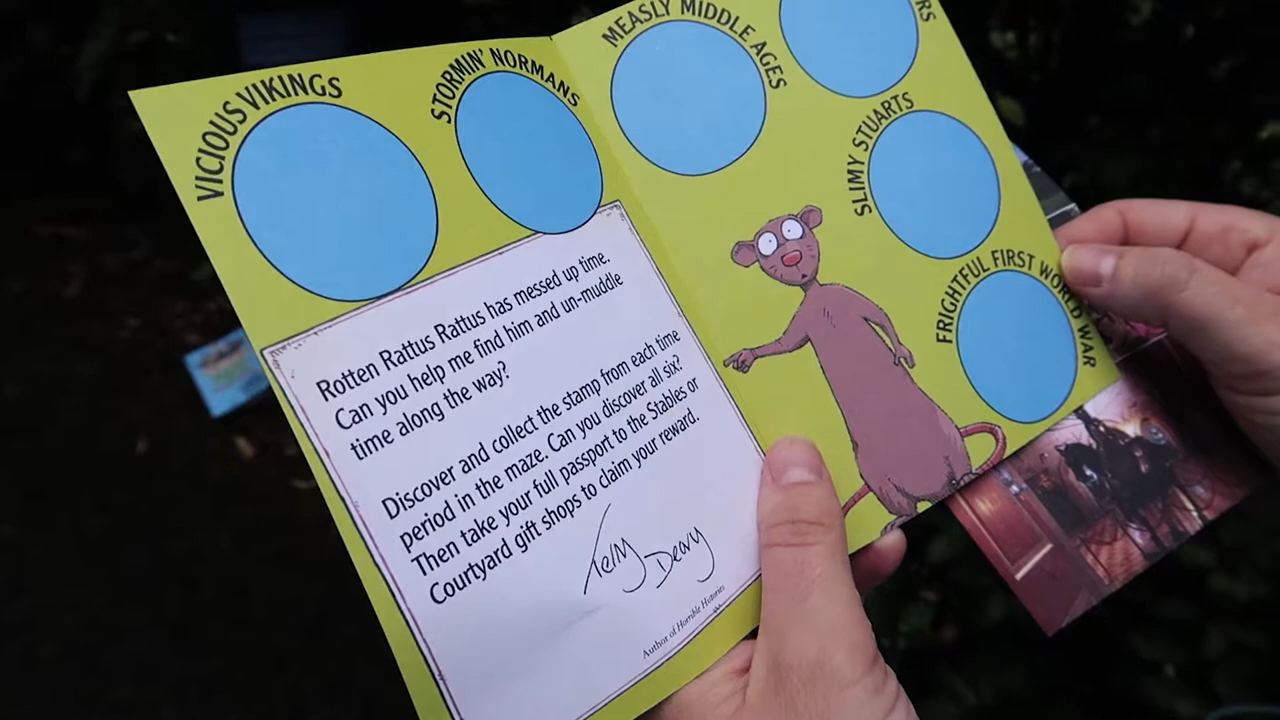 VICIOUS VIKINGS
STORMIN' NORMANS
MEASLY MIDDLE AGES
SLIMY STUARTS
FRIGHTFUL FIRST WORLD WAR
Rotten Rattus Rattus has messed up time.
Can you help me find him and un-muddle
time along the way?
Discover and collect the stamp from each time
period in the maze. Can you discover all six?
Then take your full passport to the Stables or
Courtyard gift shops to claim your reward.
Terry Deary
Author of Horrible Histories